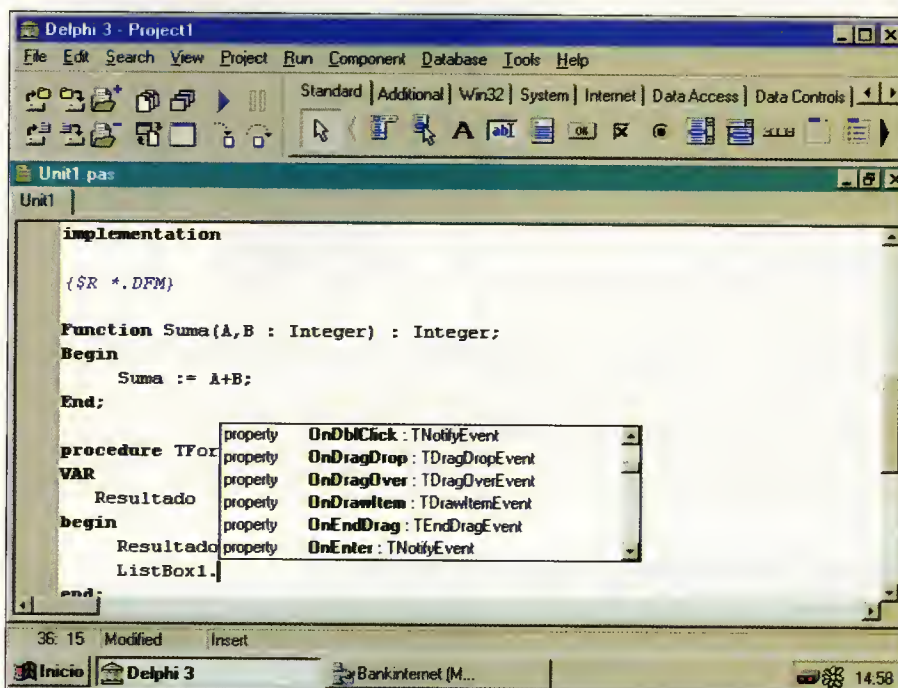 Delphi 3 - Project1
File Edit Search View Project Run Component Database Tools Help
Standard Additional Win32 System Internet Data Access Data Controls
A abI OK
Unit1 pas
Unit1
implementation
{$R *.DFM}
Function Suma(A,B : Integer) : Integer;
Begin
Suma := A+B;
End;
procedure TFor
VAR
Resultado
begin
Resultado
ListBox1.
end;
property OnDblClick : TNotifyEvent
property OnDragDrop : TDragDropEvent
property OnDragOver : TDragOverEvent
property OnDrawItem : TDrawItemEvent
property OnEndDrag : TEndDragEvent
property OnEnter : TNotifyEvent
36: 15 Modified Insert
Inicio Delphi 3 Bankinternet (M... 14:58